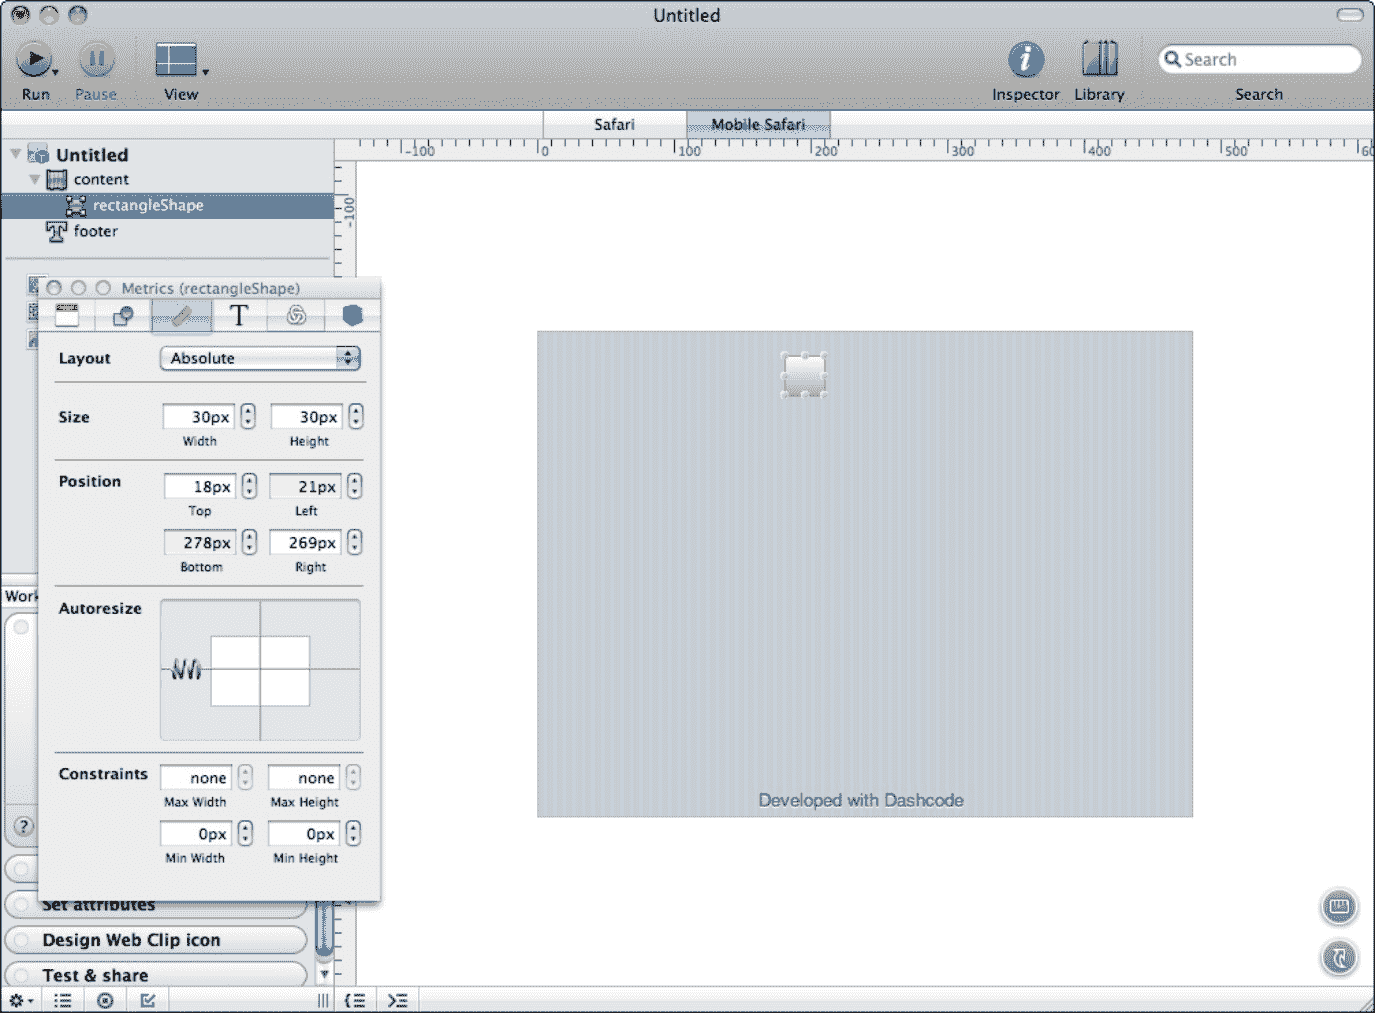 Untitled
Run Pause View Inspector Library Search
Search
Safari Mobile Safari
-100 0 100 200 300 400 500
-100
Untitled
content
rectangleShape
footer
Metrics (rectangleShape)
T
Layout Absolute
Size 30px 30px
Width Height
Position 18px 21px
Top Left
278px 269px
Bottom Right
Autoresize
Constraints none none
Max Width Max Height
0px 0px
Min Width Min Height
Work
?
Set attributes
Design Web Clip icon
Test & share
Developed with Dashcode